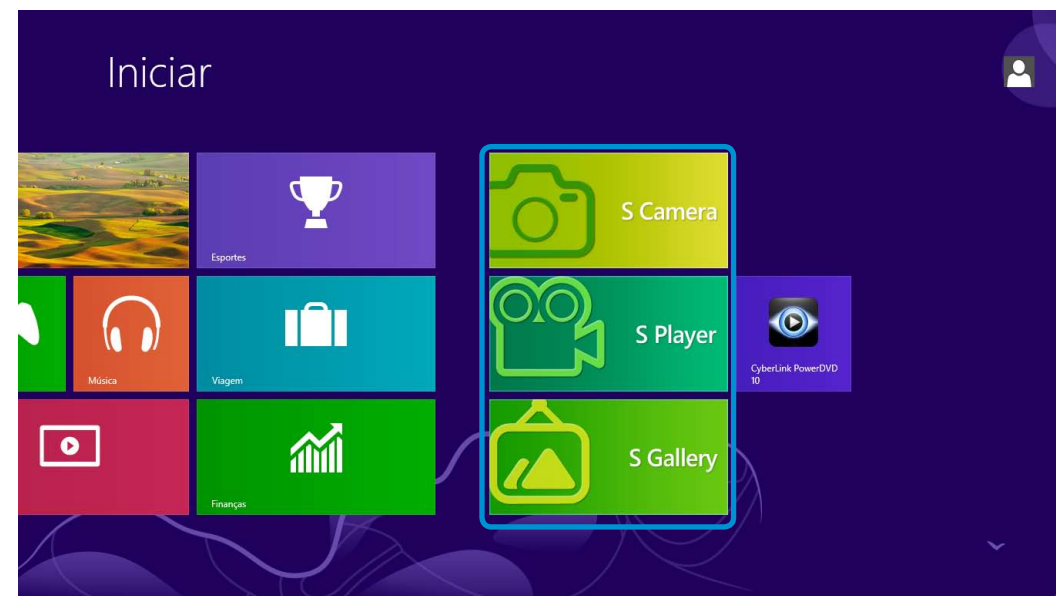 Iniciar
Esportes
S Camera
Música
Viagem
S Player
CyberLink PowerDVD
10
Finanças
S Gallery